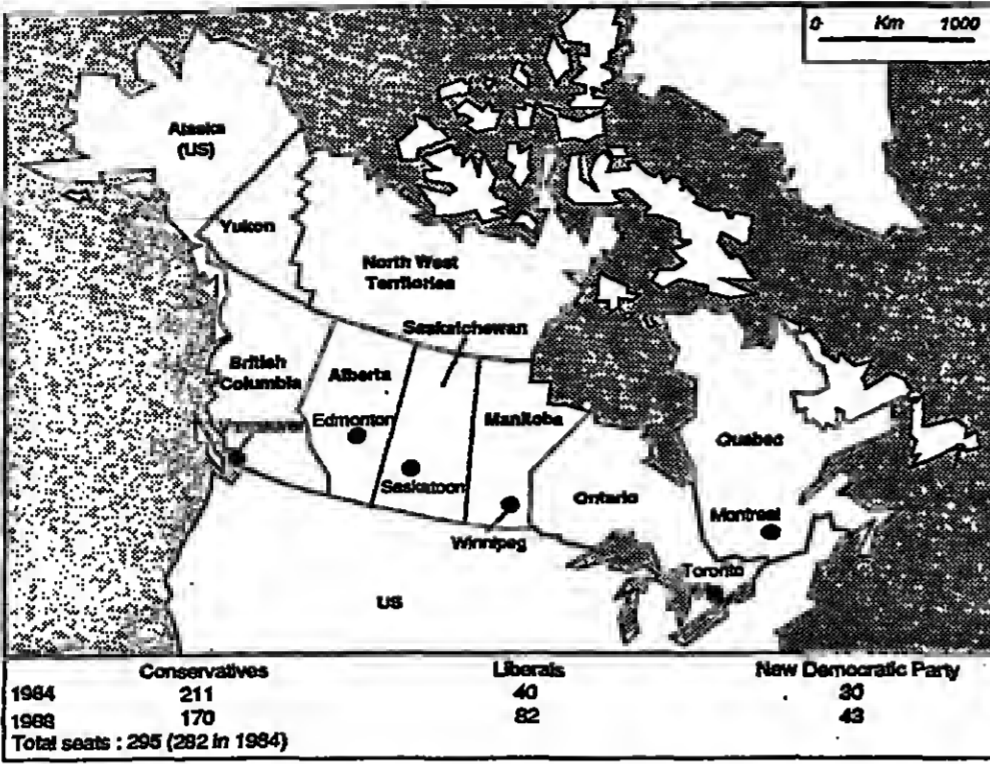 0 Km 1000
Alaska
(US)
Yukon
North West
Territories
Saskatchewan
British
Columbia
Alberta
Manitoba
Vancouver
Edmonton
Quebec
Saskatoon
Ontario
Montreal
Winnipeg
Toronto
US
Conservatives Liberals New Democratic Party
1984 211 40 30
1988 170 82 43
Total seats : 295 (282 in 1984)